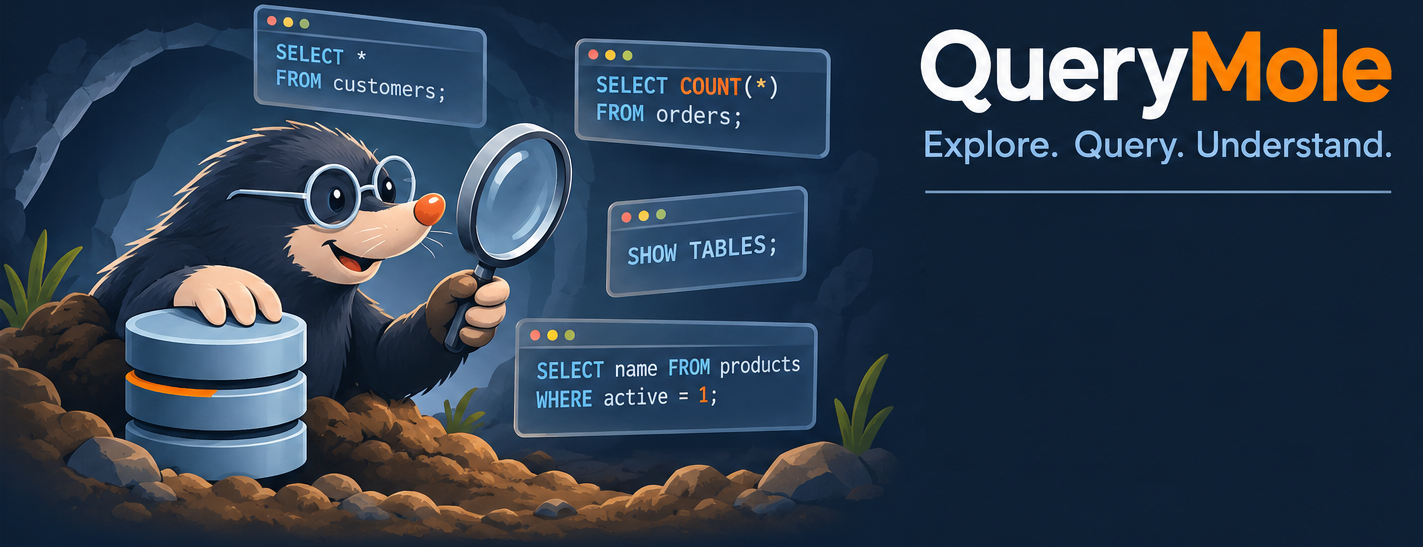 SELECT *
FROM customers;
SELECT COUNT(*)
FROM orders;
SHOW TABLES;
SELECT name FROM products
WHERE active = 1;
QueryMole
Explore. Query. Understand.